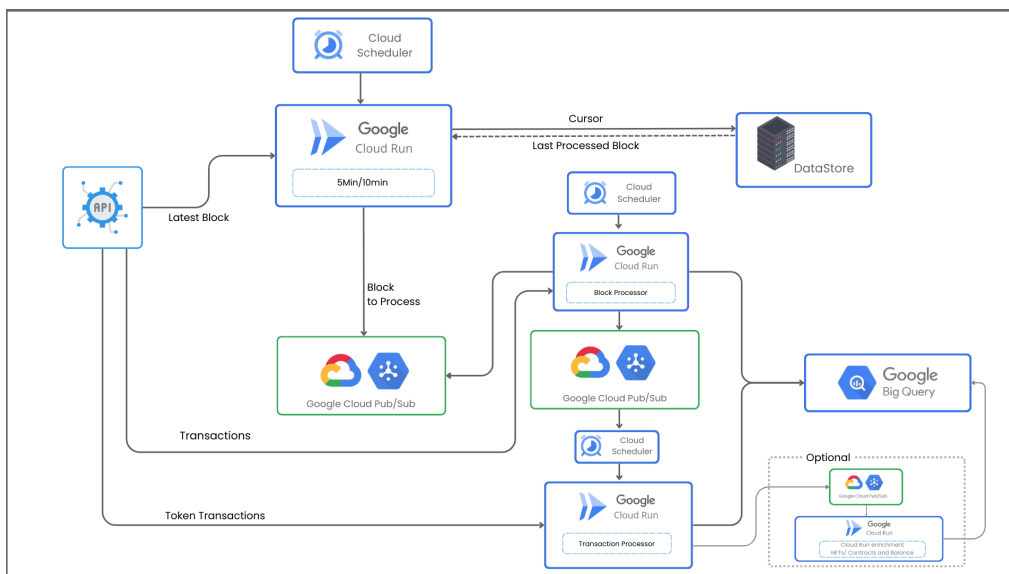 Cloud
Scheduler
Google
Cloud Run
5Min/10min
Cursor
Last Processed Block
DataStore
API
Latest Block
Cloud
Scheduler
Google
Cloud Run
Block Processor
Block
to Process
Google Cloud Pub/Sub
Google Cloud Pub/Sub
Google
Big Query
Transactions
Cloud
Scheduler
Optional
Google Cloud Pub/Sub
Token Transactions
Google
Cloud Run
Transaction Processor
Google
Cloud Run
Cloud Run enrichment
NFTs/ Contracts and Balance